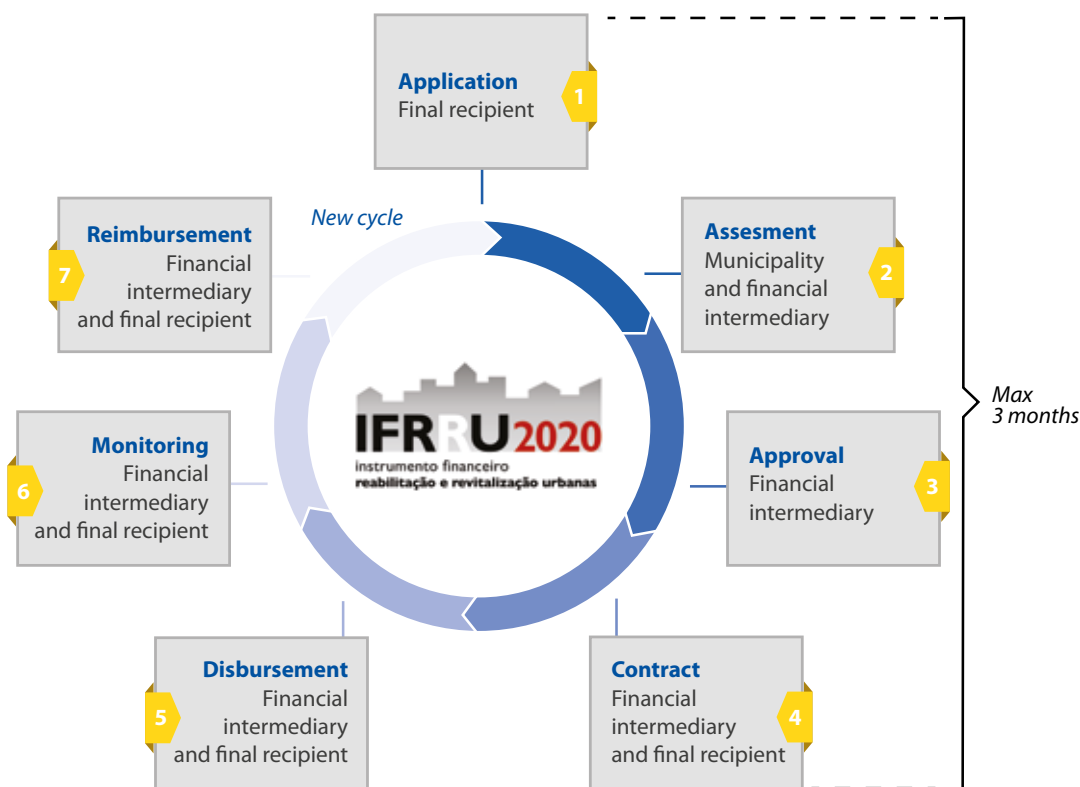 Application
Final recipient
1
Assesment
Municipality
and financial
intermediary
2
Approval
Financial
intermediary
3
Contract
Financial
intermediary
and final recipient
4
Disbursement
Financial
intermediary
and final recipient
5
Monitoring
Financial
intermediary
and final recipient
6
Reimbursement
Financial
intermediary
and final recipient
7
New cycle
IFRRU2020
instrumento financeiro
reabilitação e revitalização urbanas
Max
3 months